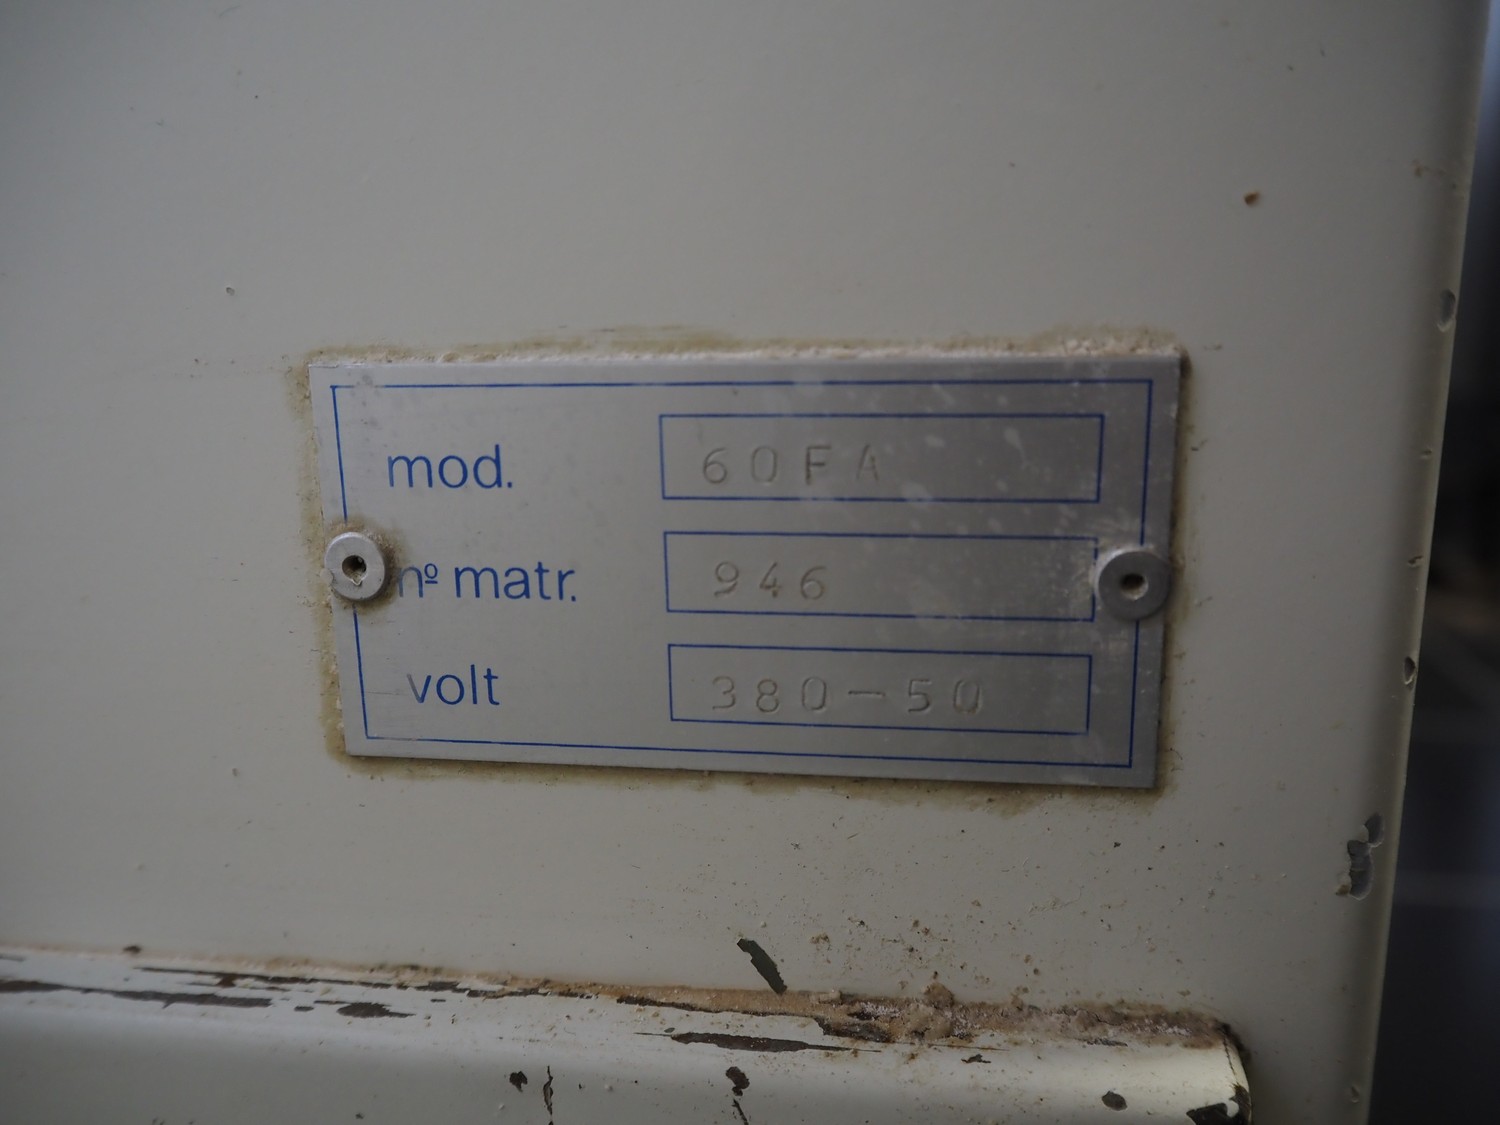 mod. 60FA
nº matr. 946
volt 380-50